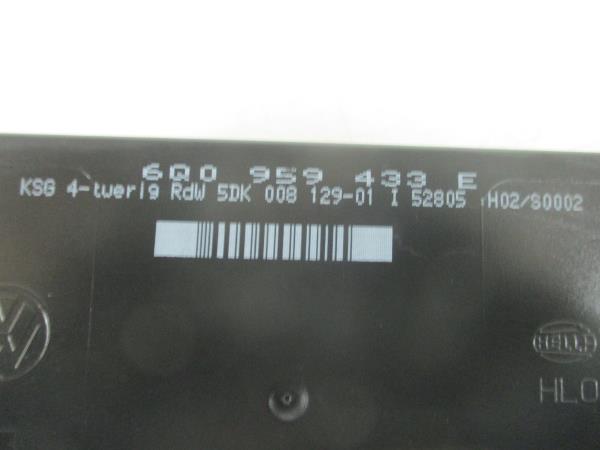 6Q0 959 433 E
KSG 4-tuerig RdW 5DK 008 129-01 I 52805 H02/S0002
HELLA
HLO